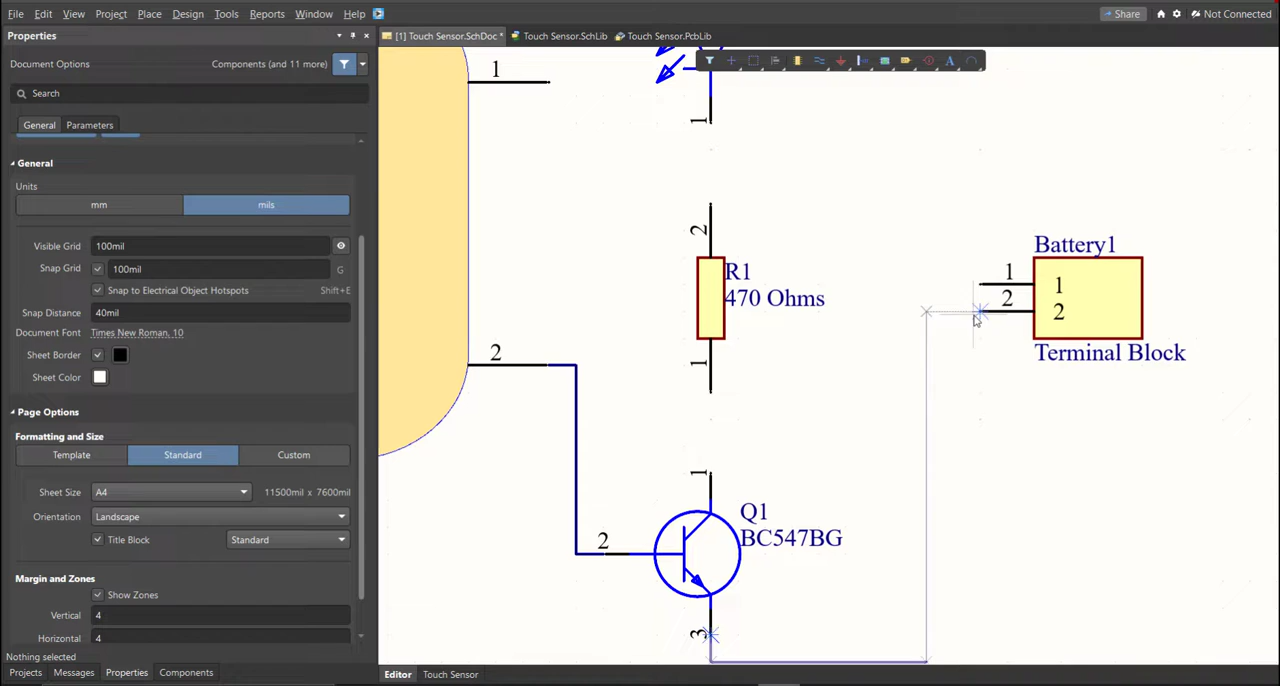 File Edit View Project Place Design Tools Reports Window Help Share Not Connected
Properties
[1] Touch Sensor.SchDoc * Touch Sensor.SchLib Touch Sensor.PcbLib
Document Options Components (and 11 more)
Search
General Parameters
General
Units
mm mils
Visible Grid 100mil
Snap Grid 100mil G
Snap to Electrical Object Hotspots Shift+E
Snap Distance 40mil
Document Font Times New Roman, 10
Sheet Border
Sheet Color
Page Options
Formatting and Size
Template Standard Custom
Sheet Size A4 11500mil x 7600mil
Orientation Landscape
Title Block Standard
Margin and Zones
Show Zones
Vertical 4
Horizontal 4
Nothing selected
Projects Messages Properties Components
Editor Touch Sensor
1
1
2
R1
470 Ohms
1
Battery1
1 1
2 2
Terminal Block
2
1
Q1
BC547BG
2
3
A